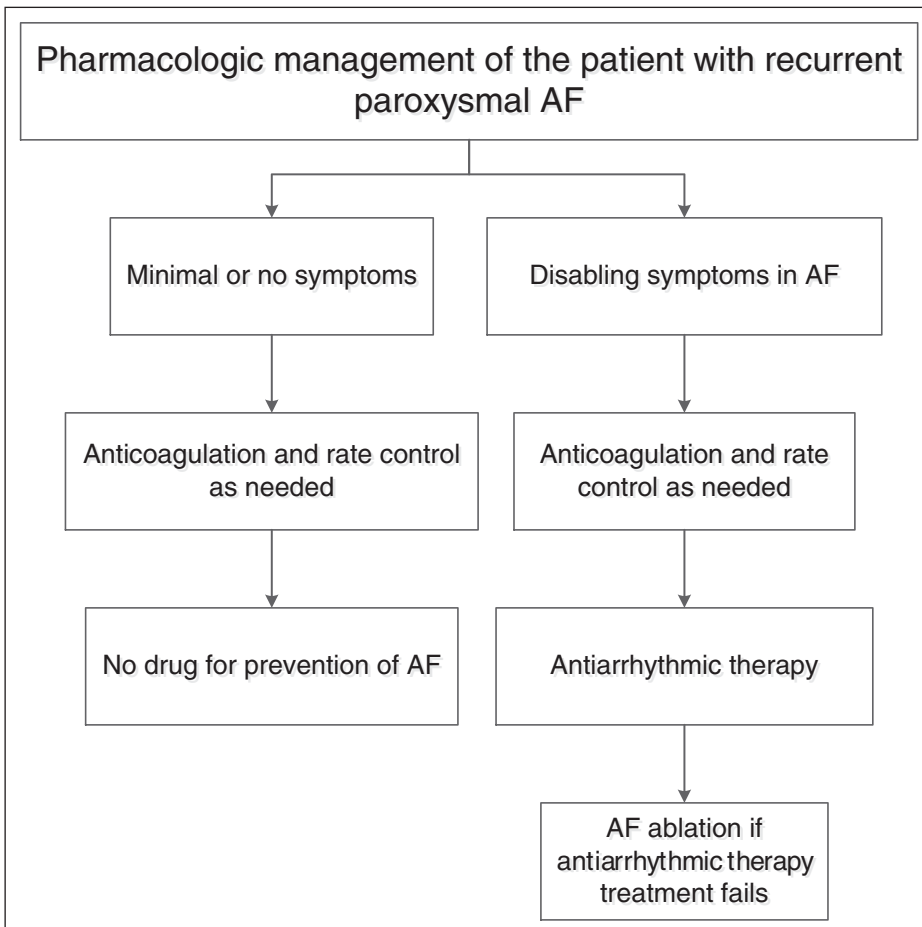 Pharmacologic management of the patient with recurrent
paroxysmal AF
Minimal or no symptoms
Disabling symptoms in AF
Anticoagulation and rate control
as needed
Anticoagulation and rate
control as needed
No drug for prevention of AF
Antiarrhythmic therapy
AF ablation if
antiarrhythmic therapy
treatment fails